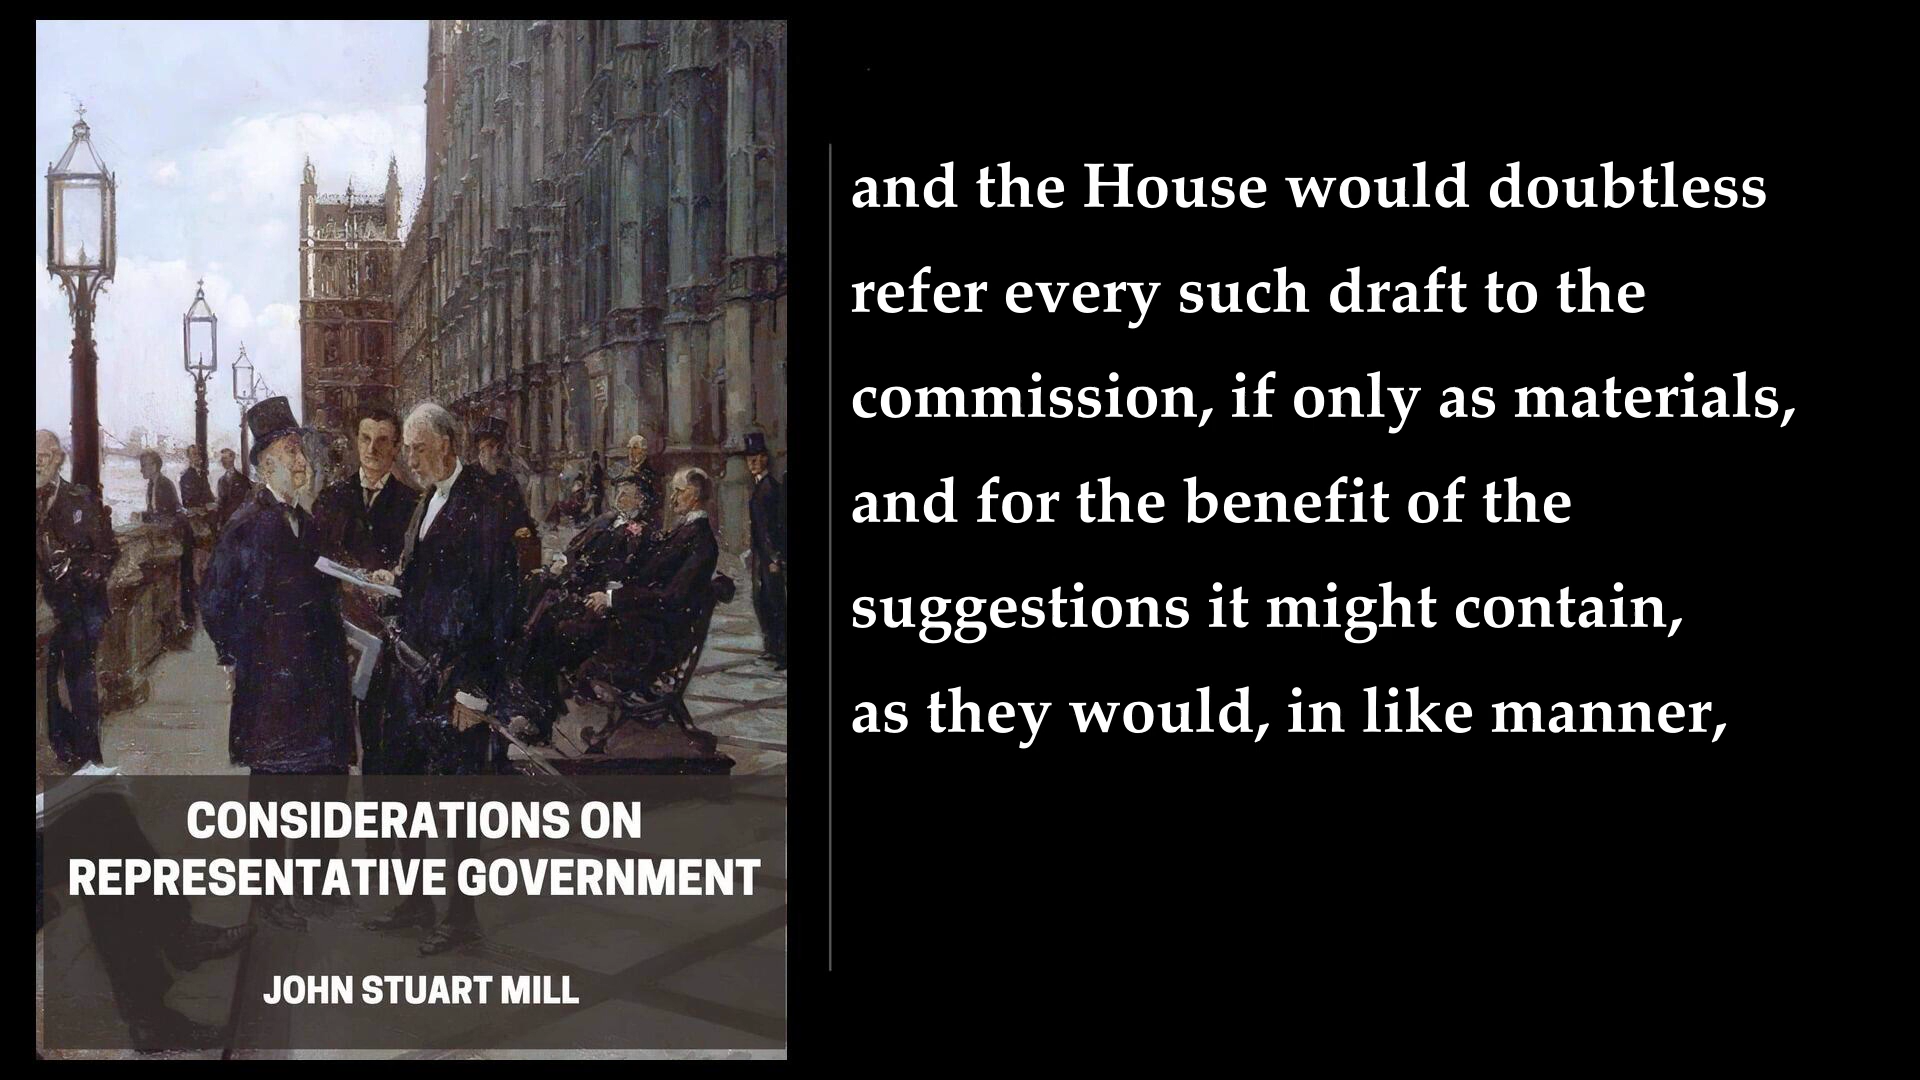 CONSIDERATIONS ON
REPRESENTATIVE GOVERNMENT
JOHN STUART MILL
and the House would doubtless
refer every such draft to the
commission, if only as materials,
and for the benefit of the
suggestions it might contain,
as they would, in like manner,